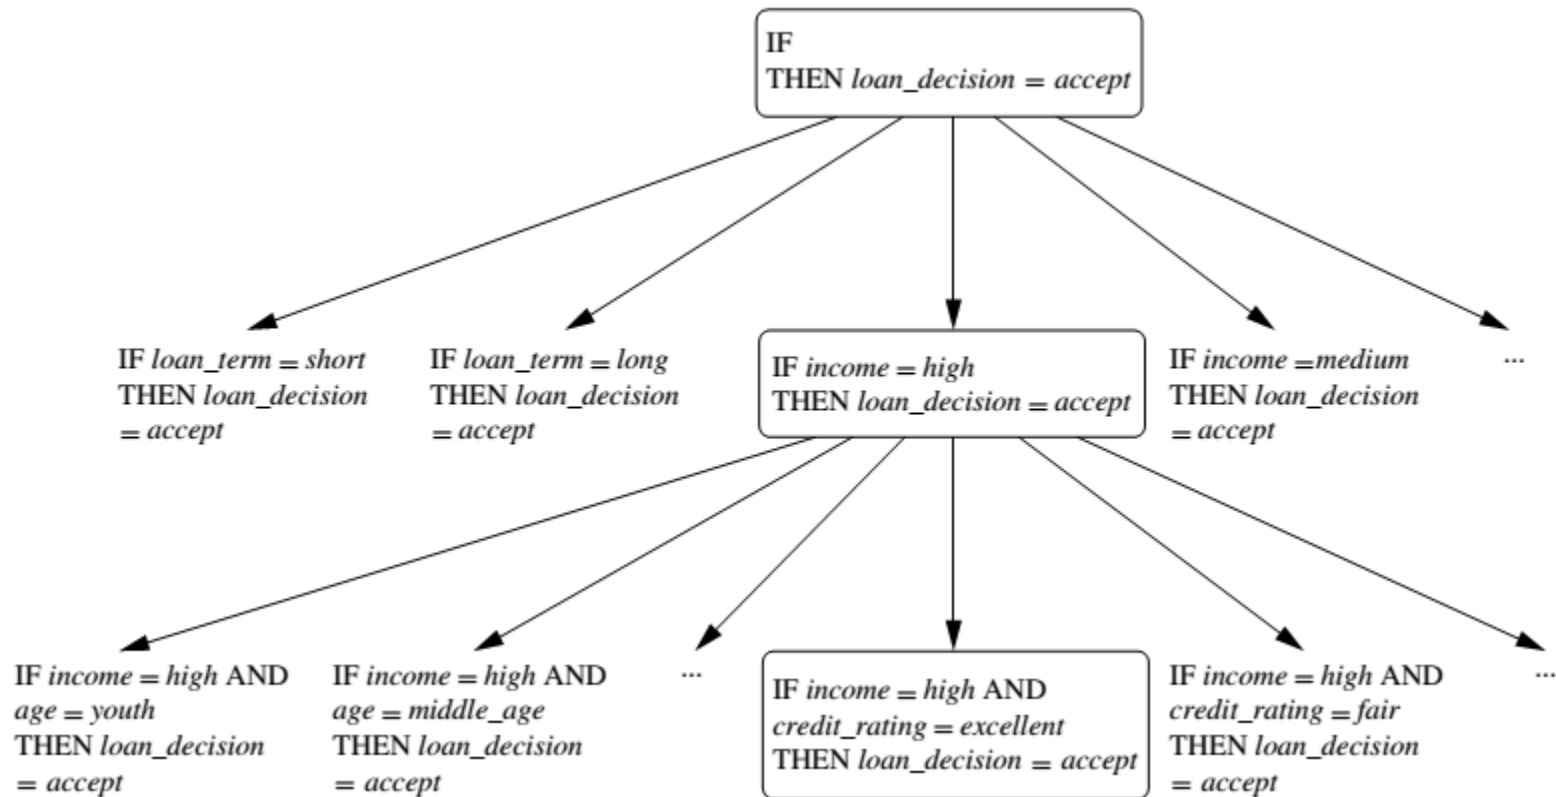 IF
THEN loan_decision = accept
IF loan_term = short
THEN loan_decision
= accept
IF loan_term = long
THEN loan_decision
= accept
IF income = high
THEN loan_decision = accept
IF income =medium
THEN loan_decision
= accept
...
IF income = high AND
age = youth
THEN loan_decision
= accept
IF income = high AND
age = middle_age
THEN loan_decision
= accept
...
IF income = high AND
credit_rating = excellent
THEN loan_decision = accept
IF income = high AND
credit_rating = fair
THEN loan_decision
= accept
...